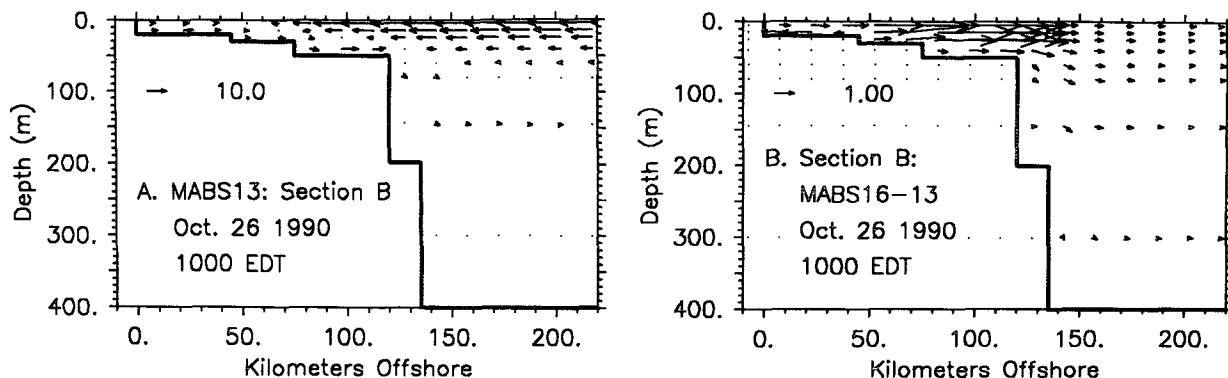 0.
100.
200.
300.
400.
Depth (m)
10.0
A. MABS13: Section B
Oct. 26 1990
1000 EDT
0. 50. 100. 150. 200.
Kilometers Offshore
0.
100.
200.
300.
400.
Depth (m)
1.00
B. Section B:
MABS16-13
Oct. 26 1990
1000 EDT
0. 50. 100. 150. 200.
Kilometers Offshore